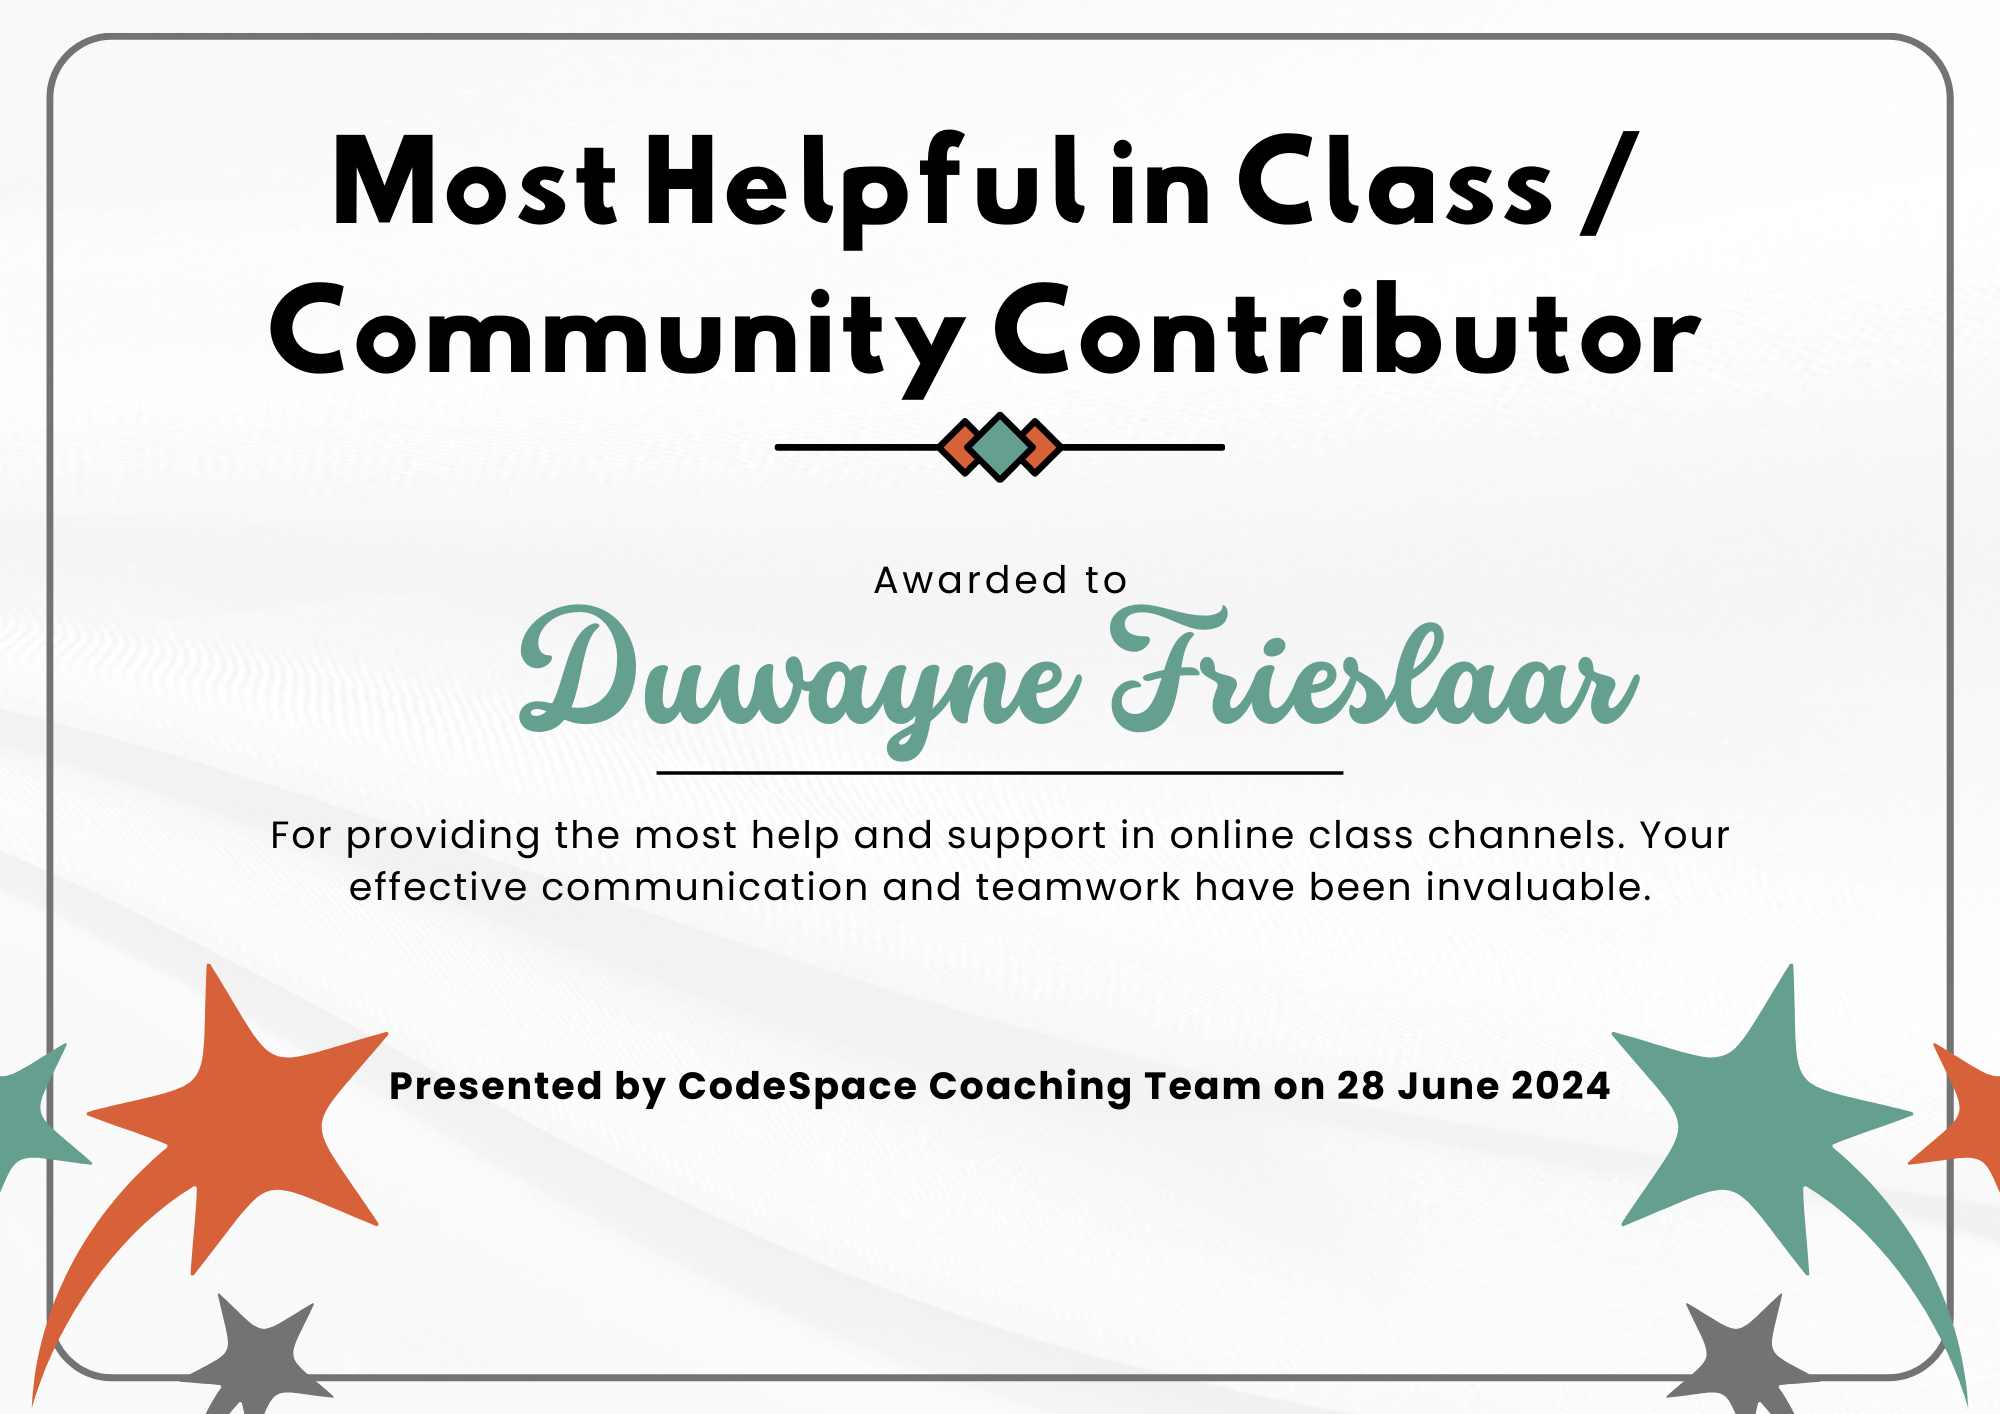 Most Helpful in Class /
Community Contributor
Awarded to
Duwayne Frieslaar
For providing the most help and support in online class channels. Your
effective communication and teamwork have been invaluable.
Presented by CodeSpace Coaching Team on 28 June 2024